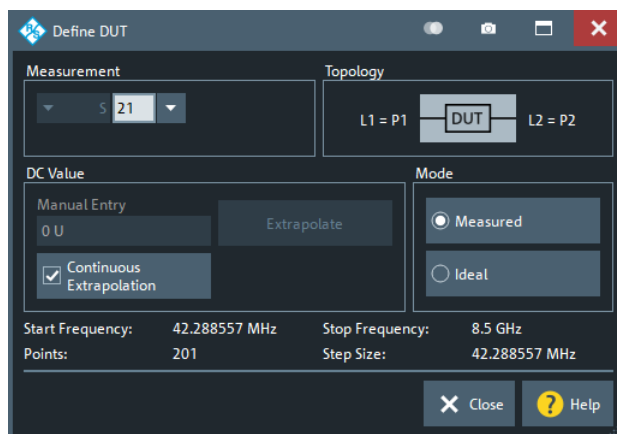 Define DUT
Measurement
S 21
Topology
L1 = P1 DUT L2 = P2
DC Value
Manual Entry
0 U
Extrapolate
Continuous
Extrapolation
Mode
Measured
Ideal
Start Frequency: 42.288557 MHz Stop Frequency: 8.5 GHz
Points: 201 Step Size: 42.288557 MHz
Close ? Help